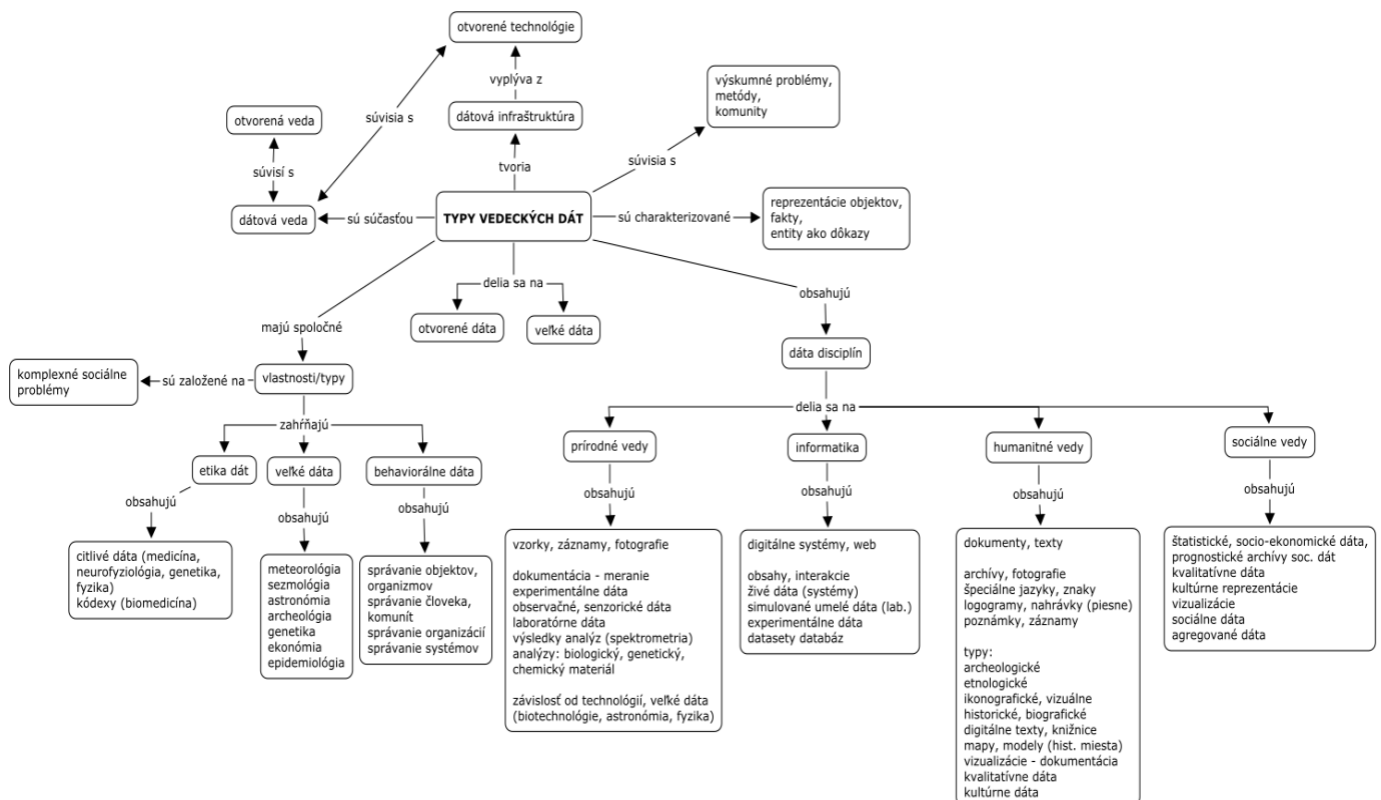 otvorené technológie
vyplýva z
výskumné problémy,
metódy,
komunity
otvorená veda
súvisia s
dátová infraštruktúra
súvisí s
tvoria
súvisia s
dátová veda
sú súčasťou
TYPY VEDECKÝCH DÁT
sú charakterizované
reprezentácie objektov,
fakty,
entity ako dôkazy
delia sa na
obsahujú
otvorené dáta
veľké dáta
majú spoločné
dáta disciplín
komplexné sociálne
problémy
sú založené na
vlastnosti/typy
delia sa na
zahŕňajú
prírodné vedy
informatika
humanitné vedy
sociálne vedy
etika dát
veľké dáta
behaviorálne dáta
obsahujú
obsahujú
obsahujú
obsahujú
obsahujú
obsahujú
obsahujú
citlivé dáta (medicína,
neurofyziológia, genetika,
fyzika)
kódexy (biomedicína)
meteorológia
sezmológia
astronómia
archeológia
genetika
ekonómia
epidemiológia
správanie objektov,
organizmov
správanie človeka,
komunít
správanie organizácií
správanie systémov
vzorky, záznamy, fotografie
dokumentácia - meranie
experimentálne dáta
observačné, senzorické dáta
laboratórne dáta
výsledky analýz (spektrometria)
analýzy: biologický, genetický,
chemický materiál
závislosť od technológií, veľké dáta
(biotechnológie, astronómia, fyzika)
digitálne systémy, web
obsahy, interakcie
živé dáta (systémy)
simulované umelé dáta (lab.)
experimentálne dáta
datasety databáz
dokumenty, texty
archívy, fotografie
špeciálne jazyky, znaky
logogramy, nahrávky (piesne)
poznámky, záznamy
typy:
archeologické
etnologické
ikonografické, vizuálne
historické, biografické
digitálne texty, knižnice
mapy, modely (hist. miesta)
vizualizácie - dokumentácia
kvalitatívne dáta
kultúrne dáta
štatistické, socio-ekonomické dáta,
prognostické archívy soc. dát
kvalitatívne dáta
kultúrne reprezentácie
vizualizácie
sociálne dáta
agregované dáta